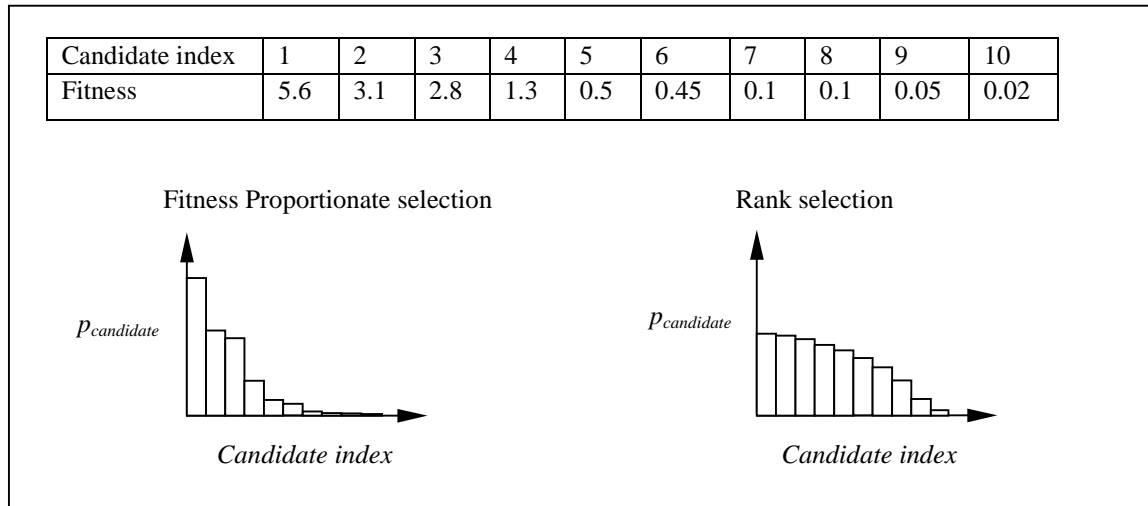 Candidate index 1 2 3 4 5 6 7 8 9 10
Fitness 5.6 3.1 2.8 1.3 0.5 0.45 0.1 0.1 0.05 0.02
Fitness Proportionate selection
Rank selection
pcandidate
pcandidate
Candidate index
Candidate index